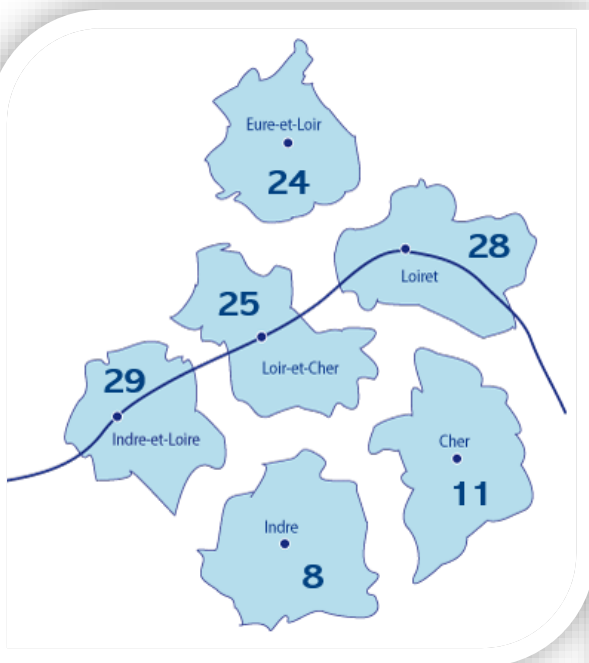 Eure-et-Loir
24
28
Loiret
25
Loir-et-Cher
29
Indre-et-Loire
Cher
11
Indre
8